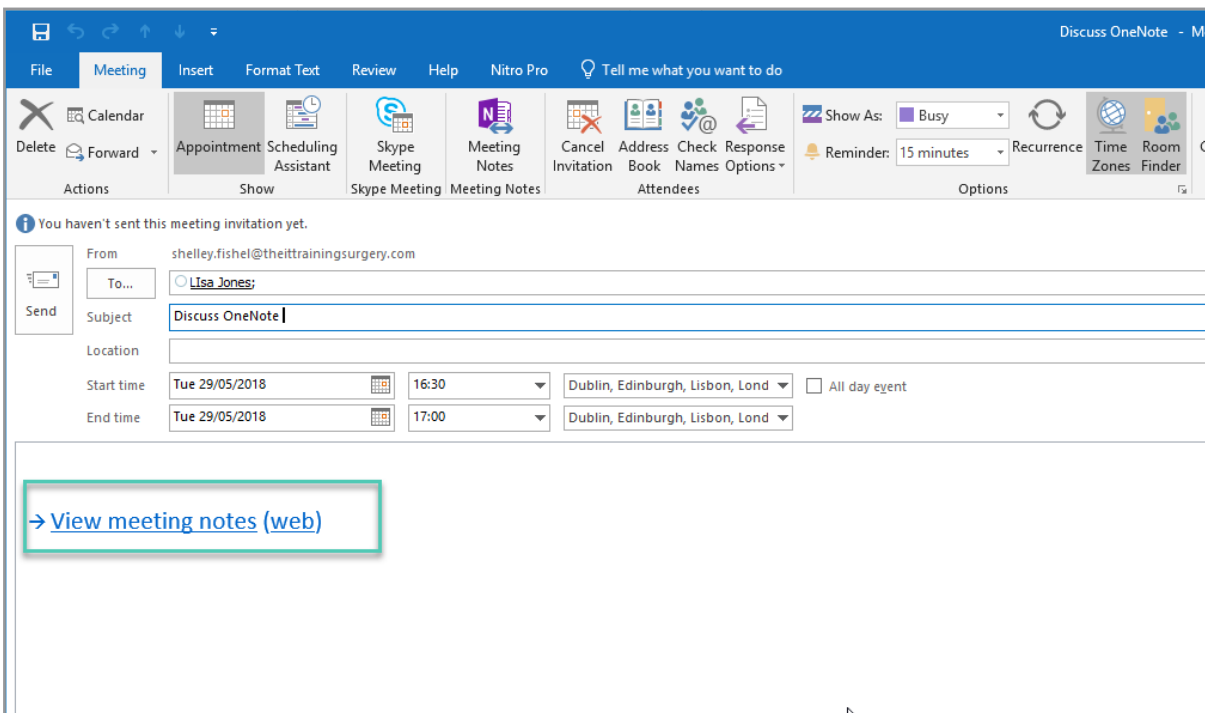 Discuss OneNote - M
File Meeting Insert Format Text Review Help Nitro Pro Tell me what you want to do
Delete
Calendar
Forward
Actions
Appointment
Scheduling
Assistant
Show
Skype
Meeting
Skype Meeting
Meeting
Notes
Meeting Notes
Cancel
Invitation
Address
Book
Check
Names
Response
Options
Attendees
Show As: Busy
Reminder: 15 minutes
Recurrence
Time
Zones
Room
Finder
Options
You haven't sent this meeting invitation yet.
Send
From shelley.fishel@theittrainingsurgery.com
To... LIsa Jones;
Subject Discuss OneNote
Location
Start time Tue 29/05/2018 16:30 Dublin, Edinburgh, Lisbon, Lond All day event
End time Tue 29/05/2018 17:00 Dublin, Edinburgh, Lisbon, Lond
→ View meeting notes (web)